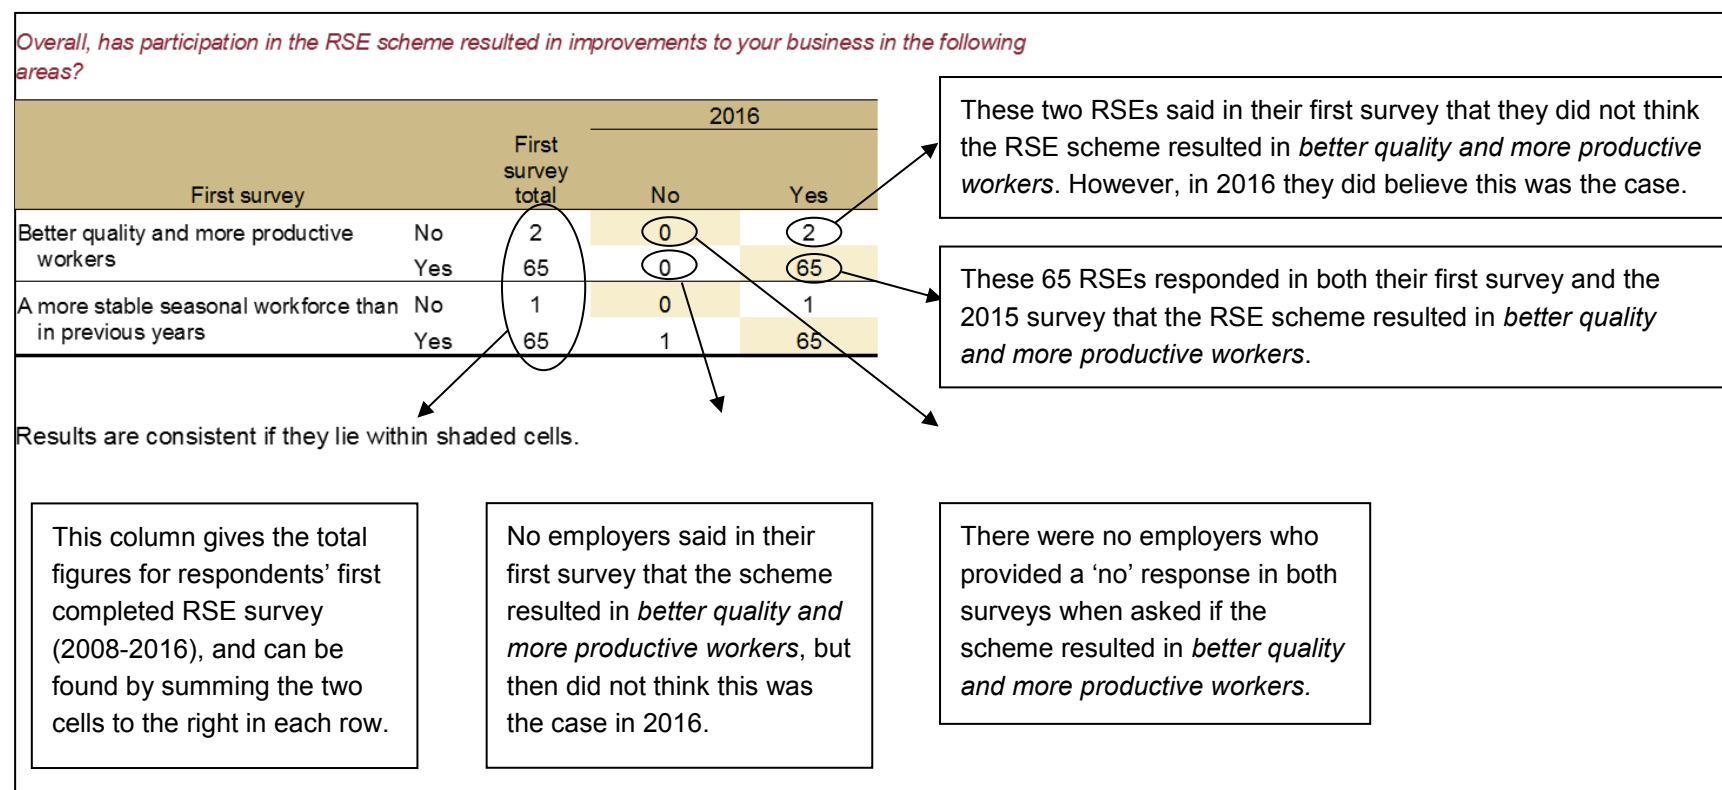 Overall, has participation in the RSE scheme resulted in improvements to your business in the following
areas?
2016
First
survey
First survey total No Yes
Better quality and more productive No 2 0 2
workers
Yes 65 0 65
A more stable seasonal workforce than No 1 0 1
in previous years
Yes 65 1 65
Results are consistent if they lie within shaded cells.
These two RSEs said in their first survey that they did not think
the RSE scheme resulted in better quality and more productive
workers. However, in 2016 they did believe this was the case.
These 65 RSEs responded in both their first survey and the
2015 survey that the RSE scheme resulted in better quality
and more productive workers.
This column gives the total
figures for respondents’ first
completed RSE survey
(2008-2016), and can be
found by summing the two
cells to the right in each row.
No employers said in their
first survey that the scheme
resulted in better quality and
more productive workers, but
then did not think this was
the case in 2016.
There were no employers who
provided a ‘no’ response in both
surveys when asked if the
scheme resulted in better quality
and more productive workers.